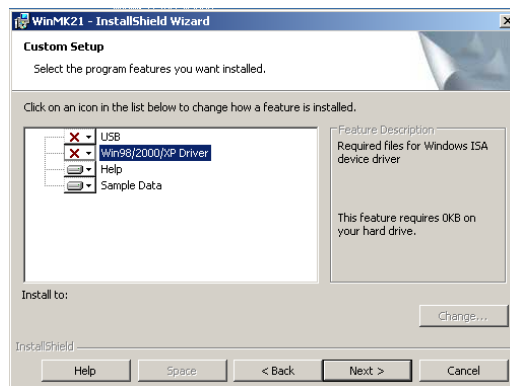 WinMK21 - InstallShield Wizard
Custom Setup
Select the program features you want installed.
Click on an icon in the list below to change how a feature is installed.
USB
Win98/2000/XP Driver
Help
Sample Data
Feature Description
Required files for Windows ISA
device driver
This feature requires 0KB on
your hard drive.
Install to:
Change...
InstallShield
Help
Space
< Back
Next >
Cancel